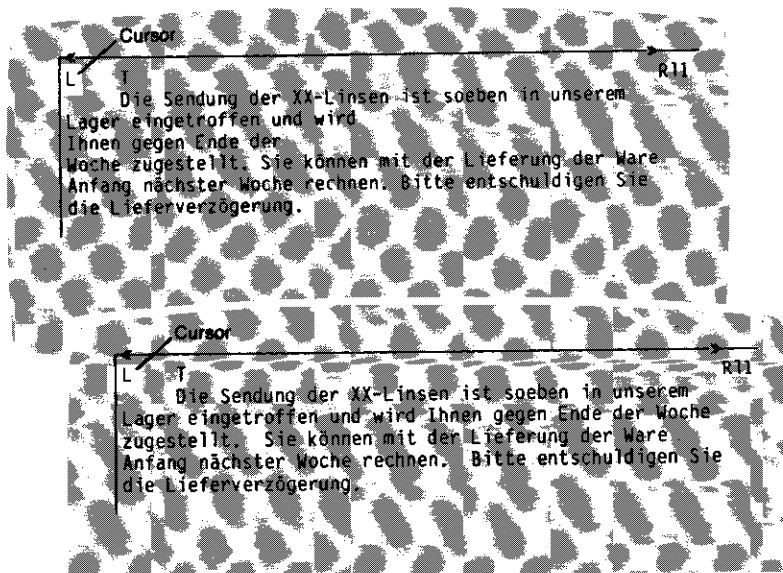 Cursor
L T R11
Die Sendung der XX-Linsen ist soeben in unserem
Lager eingetroffen und wird
Ihnen gegen Ende der
Woche zugestellt. Sie können mit der Lieferung der Ware
Anfang nächster Woche rechnen. Bitte entschuldigen Sie
die Lieferverzögerung.
Cursor
L T R11
Die Sendung der XX-Linsen ist soeben in unserem
Lager eingetroffen und wird Ihnen gegen Ende der Woche
zugestellt. Sie können mit der Lieferung der Ware
Anfang nächster Woche rechnen. Bitte entschuldigen Sie
die Lieferverzögerung.